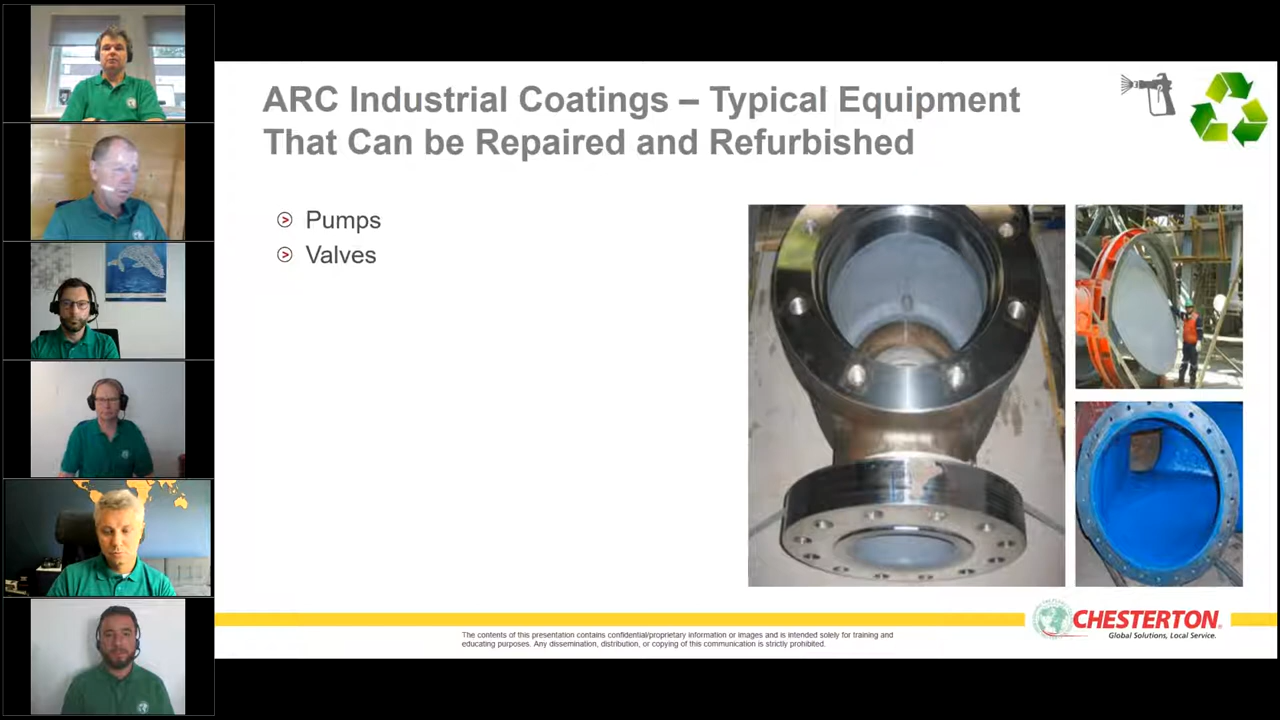 ARC Industrial Coatings – Typical Equipment
That Can be Repaired and Refurbished
Pumps
Valves
CHESTERTON
Global Solutions, Local Service.
The contents of this presentation contains confidential/proprietary information or images and is intended solely for training and
educating purposes. Any dissemination, distribution, or copying of this communication is strictly prohibited.